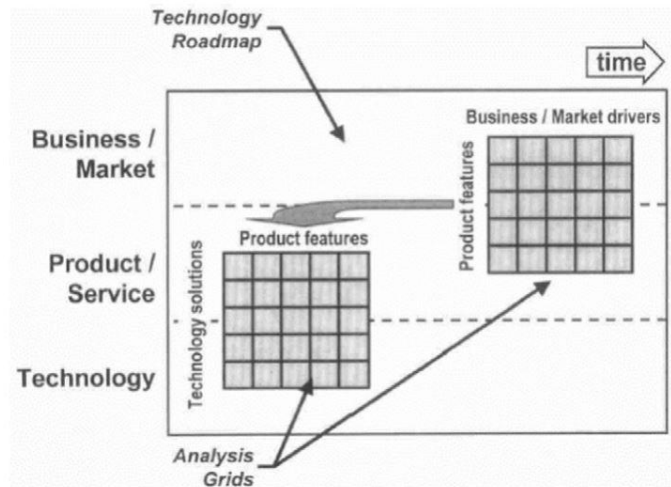 Technology
Roadmap
time
Business /
Market
Business / Market drivers
Product features
Product /
Service
Product features
Technology solutions
Technology
Analysis
Grids